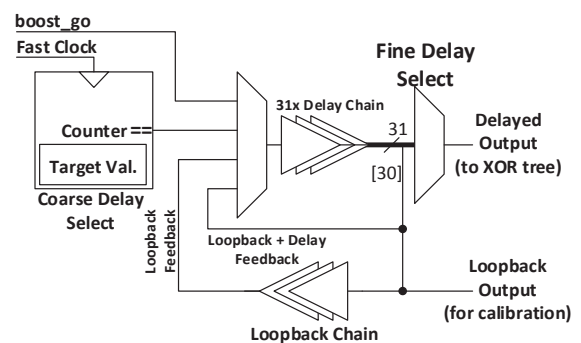 boost_go
Fast Clock
Counter ==
Target Val.
Coarse Delay
Select
31x Delay Chain
Fine Delay
Select
31
[30]
Delayed
Output
(to XOR tree)
Loopback
Feedback
Loopback + Delay
Feedback
Loopback Chain
Loopback
Output
(for calibration)